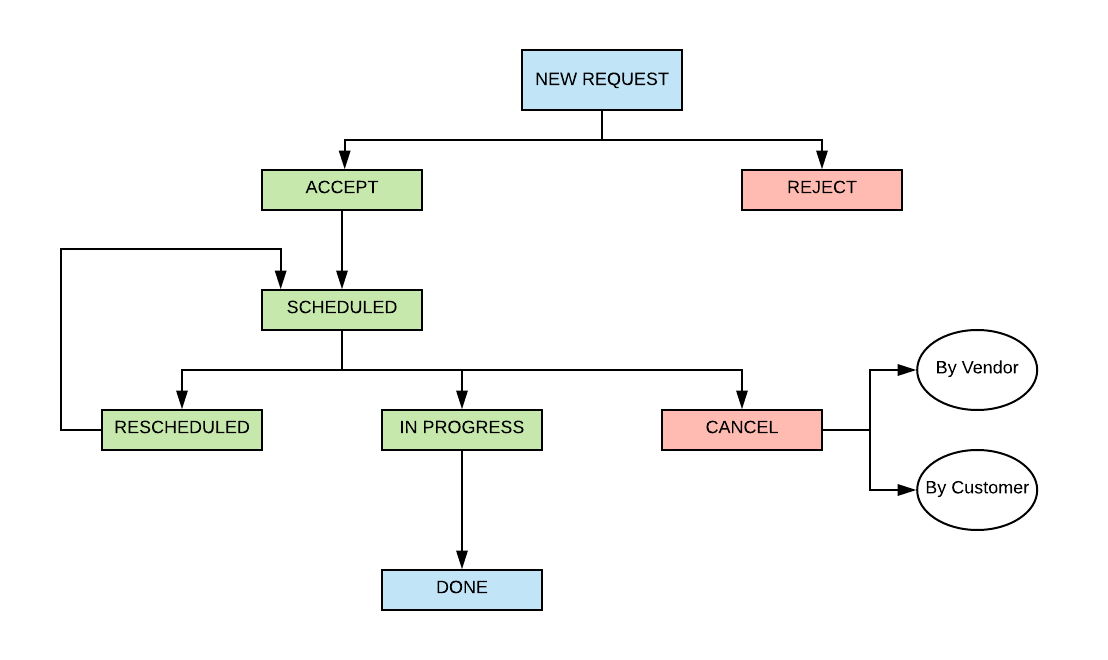 NEW REQUEST
ACCEPT
REJECT
SCHEDULED
RESCHEDULED
IN PROGRESS
CANCEL
By Vendor
By Customer
DONE